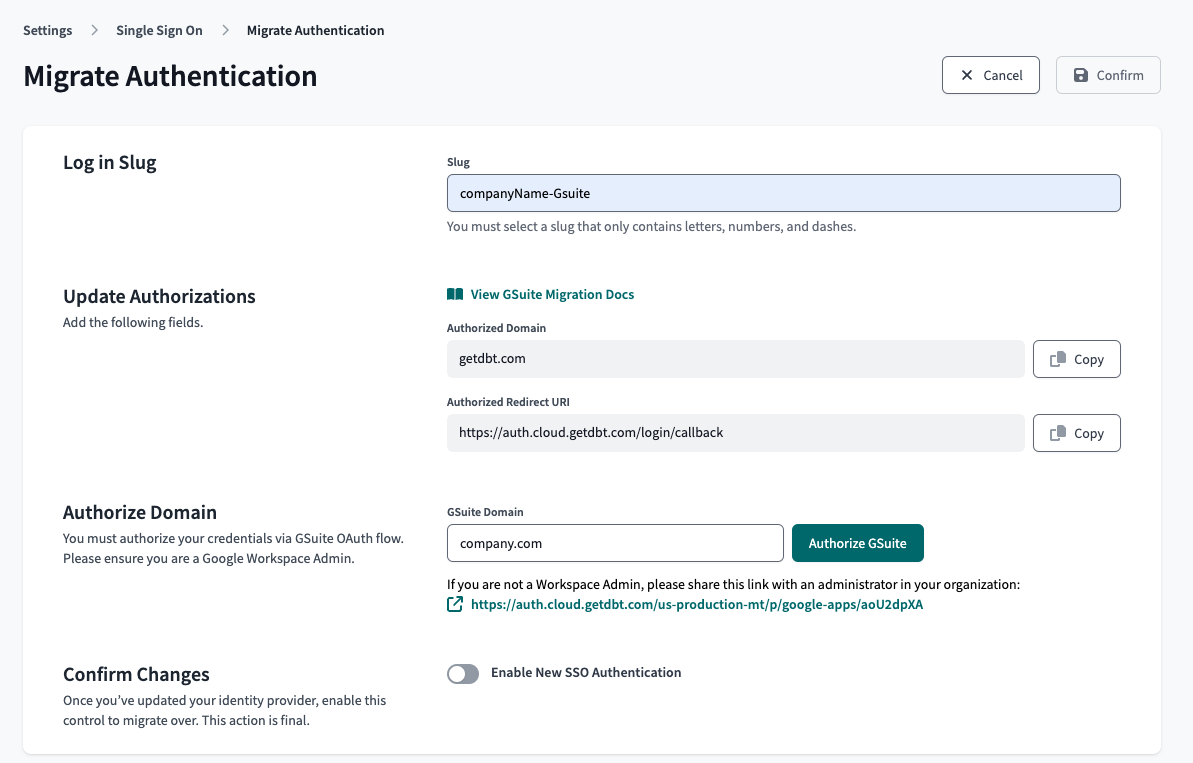 Settings > Single Sign On > Migrate Authentication
Migrate Authentication
Cancel
Confirm
Log in Slug
Slug
companyName-Gsuite
You must select a slug that only contains letters, numbers, and dashes.
Update Authorizations
Add the following fields.
View GSuite Migration Docs
Authorized Domain
getdbt.com
Copy
Authorized Redirect URI
https://auth.cloud.getdbt.com/login/callback
Copy
Authorize Domain
You must authorize your credentials via GSuite OAuth flow.
Please ensure you are a Google Workspace Admin.
GSuite Domain
company.com
Authorize GSuite
If you are not a Workspace Admin, please share this link with an administrator in your organization:
https://auth.cloud.getdbt.com/us-production-mt/p/google-apps/aoU2dpXA
Confirm Changes
Once you’ve updated your identity provider, enable this
control to migrate over. This action is final.
Enable New SSO Authentication